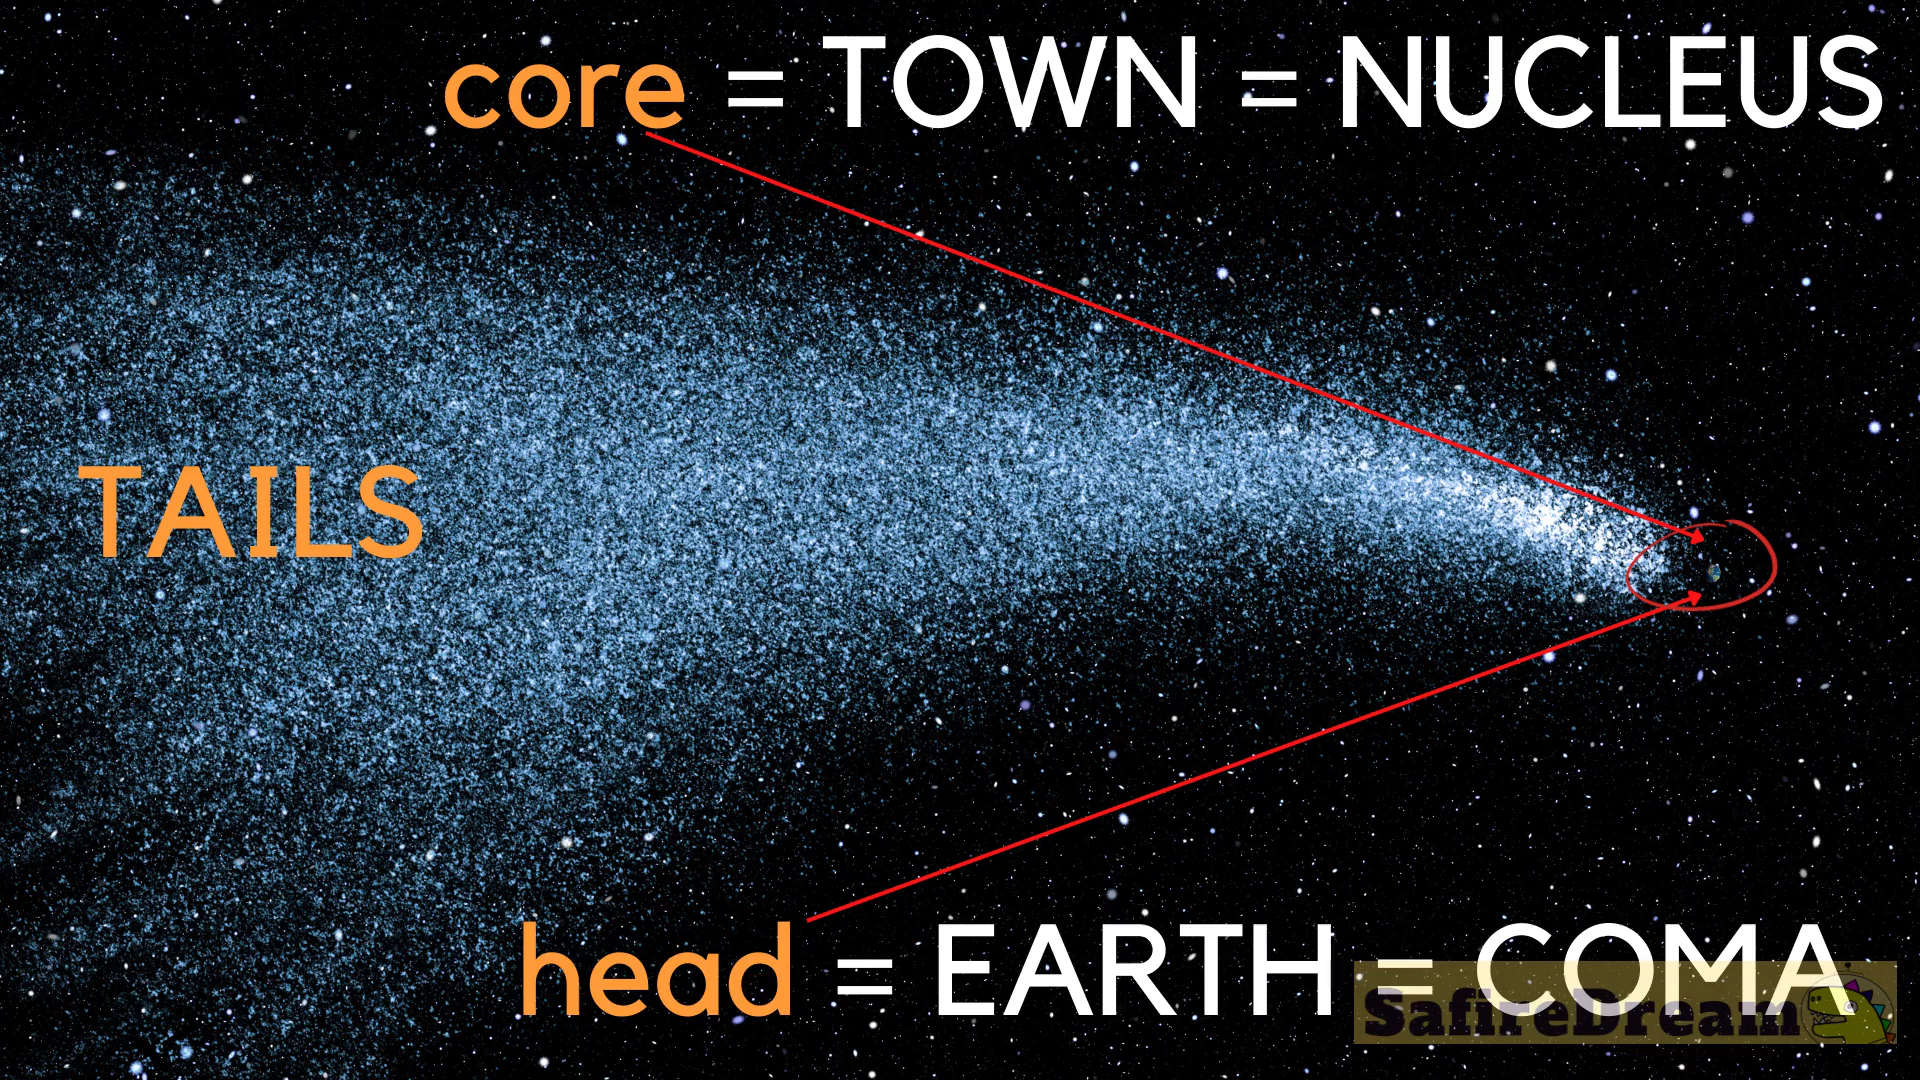 core = TOWN = NUCLEUS
TAILS
head = EARTH = COMA
SafireDream